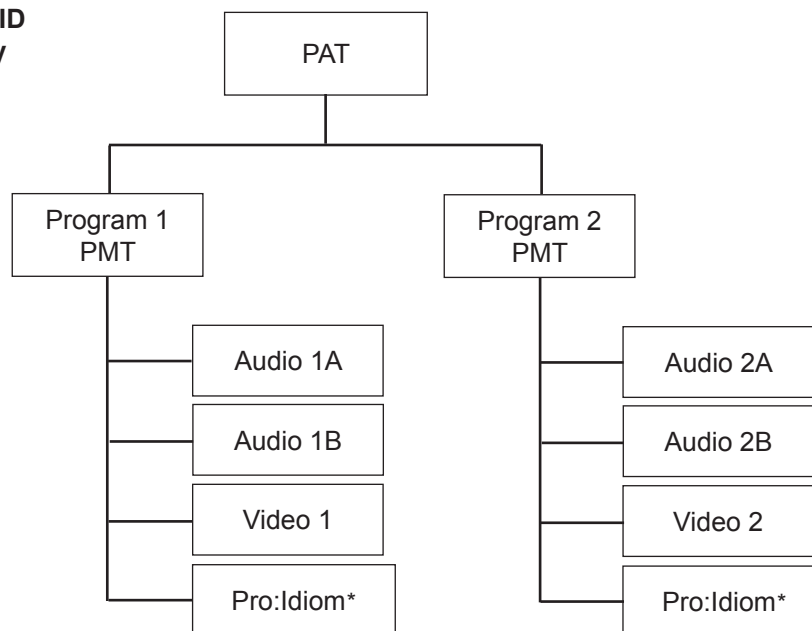 ID
PAT
Program 1
PMT
Program 2
PMT
Audio 1A
Audio 1B
Video 1
Pro:Idiom*
Audio 2A
Audio 2B
Video 2
Pro:Idiom*